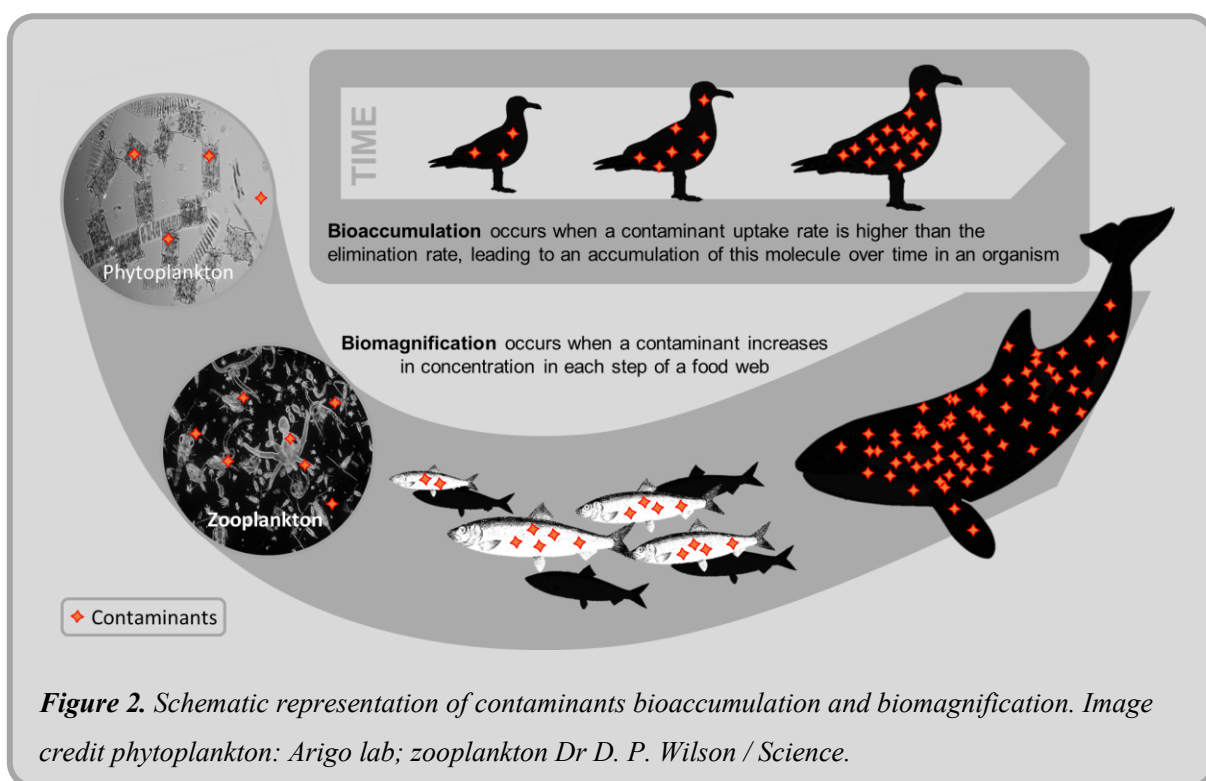 TIME
Bioaccumulation occurs when a contaminant uptake rate is higher than the
elimination rate, leading to an accumulation of this molecule over time in an organism
Phytoplankton
Biomagnification occurs when a contaminant increases
in concentration in each step of a food web
Zooplankton
Contaminants
Figure 2. Schematic representation of contaminants bioaccumulation and biomagnification. Image
credit phytoplankton: Arigo lab; zooplankton Dr D. P. Wilson / Science.